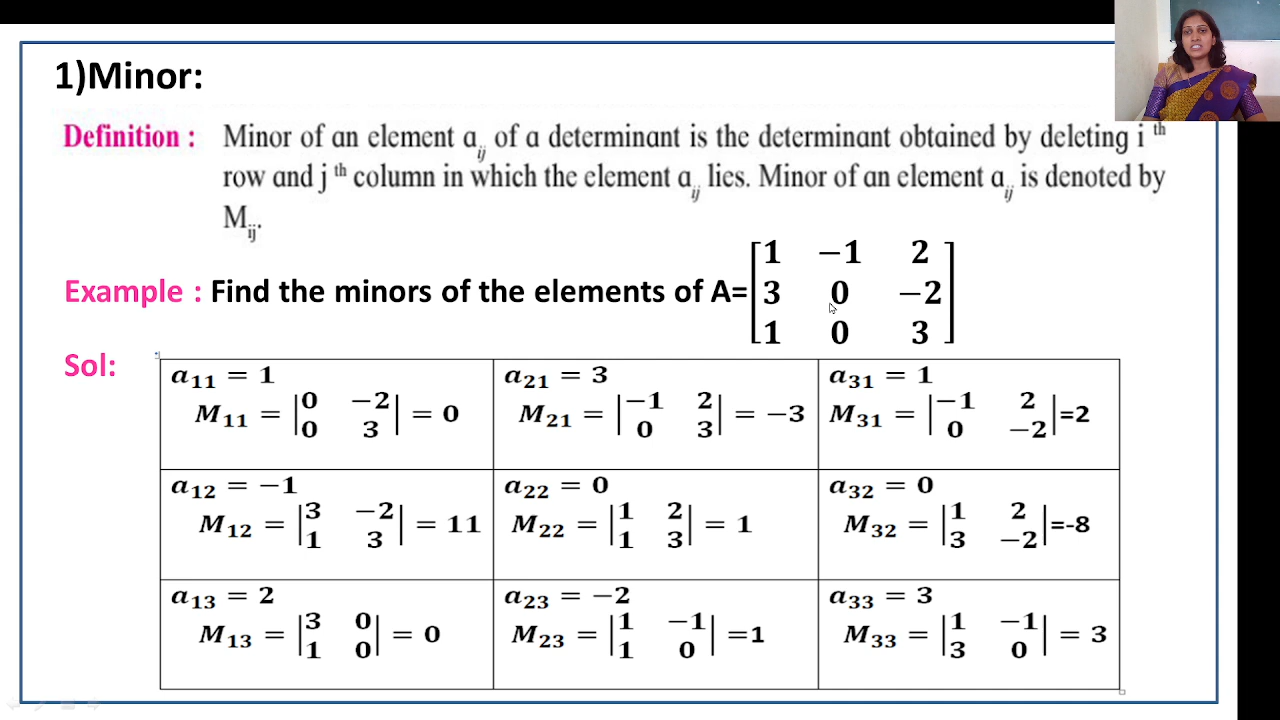 1)Minor:
Definition : Minor of an element a_ij of a determinant is the determinant obtained by deleting i^th
row and j^th column in which the element a_ij lies. Minor of an element a_ij is denoted by
M_ij.
1 −1 2
Example : Find the minors of the elements of A= 3 0 −2
1 0 3
Sol:
a₁₁ = 1
M₁₁ = |0 −2| = 0
|0 3|
a₂₁ = 3
M₂₁ = |−1 2| = −3
|0 3|
a₃₁ = 1
M₃₁ = |−1 2|=2
|0 −2|
a₁₂ = −1
M₁₂ = |3 −2| = 11
|1 3|
a₂₂ = 0
M₂₂ = |1 2| = 1
|1 3|
a₃₂ = 0
M₃₂ = |1 2|=-8
|3 −2|
a₁₃ = 2
M₁₃ = |3 0| = 0
|1 0|
a₂₃ = −2
M₂₃ = |1 −1| =1
|1 0|
a₃₃ = 3
M₃₃ = |1 −1| = 3
|3 0|